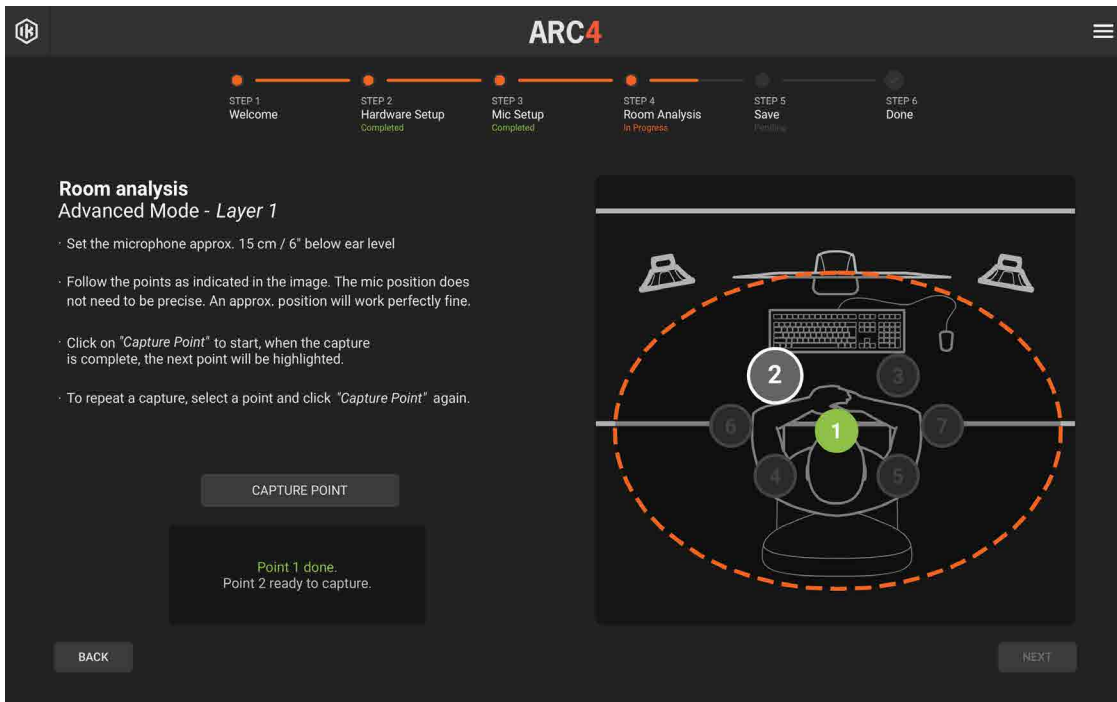 IK
ARC4
STEP 1
Welcome
STEP 2
Hardware Setup
Completed
STEP 3
Mic Setup
Completed
STEP 4
Room Analysis
In Progress
STEP 5
Save
Pending
STEP 6
Done
Room analysis
Advanced Mode - Layer 1
· Set the microphone approx. 15 cm / 6" below ear level
· Follow the points as indicated in the image. The mic position does
not need to be precise. An approx. position will work perfectly fine.
· Click on "Capture Point" to start, when the capture
is complete, the next point will be highlighted.
· To repeat a capture, select a point and click "Capture Point" again.
CAPTURE POINT
Point 1 done.
Point 2 ready to capture.
2
3
6
1
7
4
5
BACK
NEXT